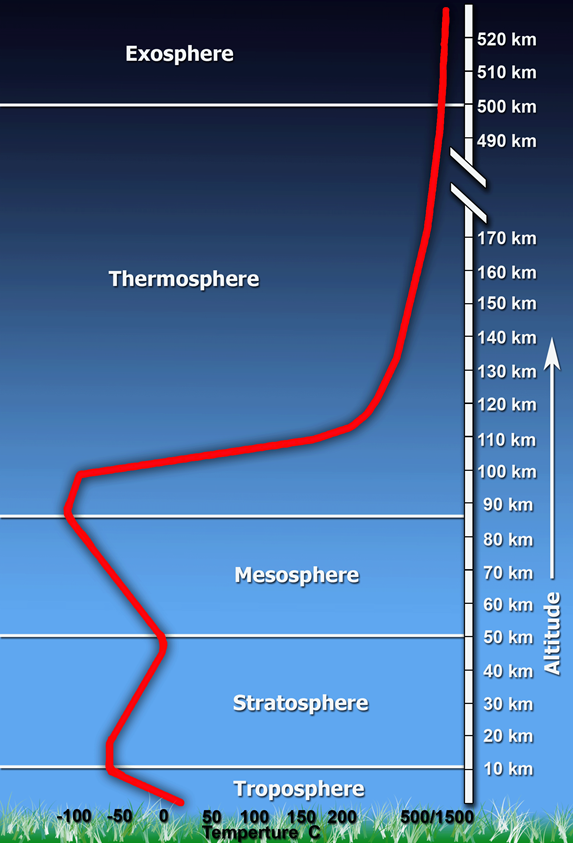 Exosphere
520 km
510 km
500 km
490 km
Thermosphere
170 km
160 km
150 km
140 km
130 km
120 km
110 km
100 km
90 km
80 km
Mesosphere
70 km
60 km
50 km
40 km
Altitude
Stratosphere
30 km
20 km
10 km
Troposphere
-100 -50 0 50 100 150 200 500/1500
Temperture C